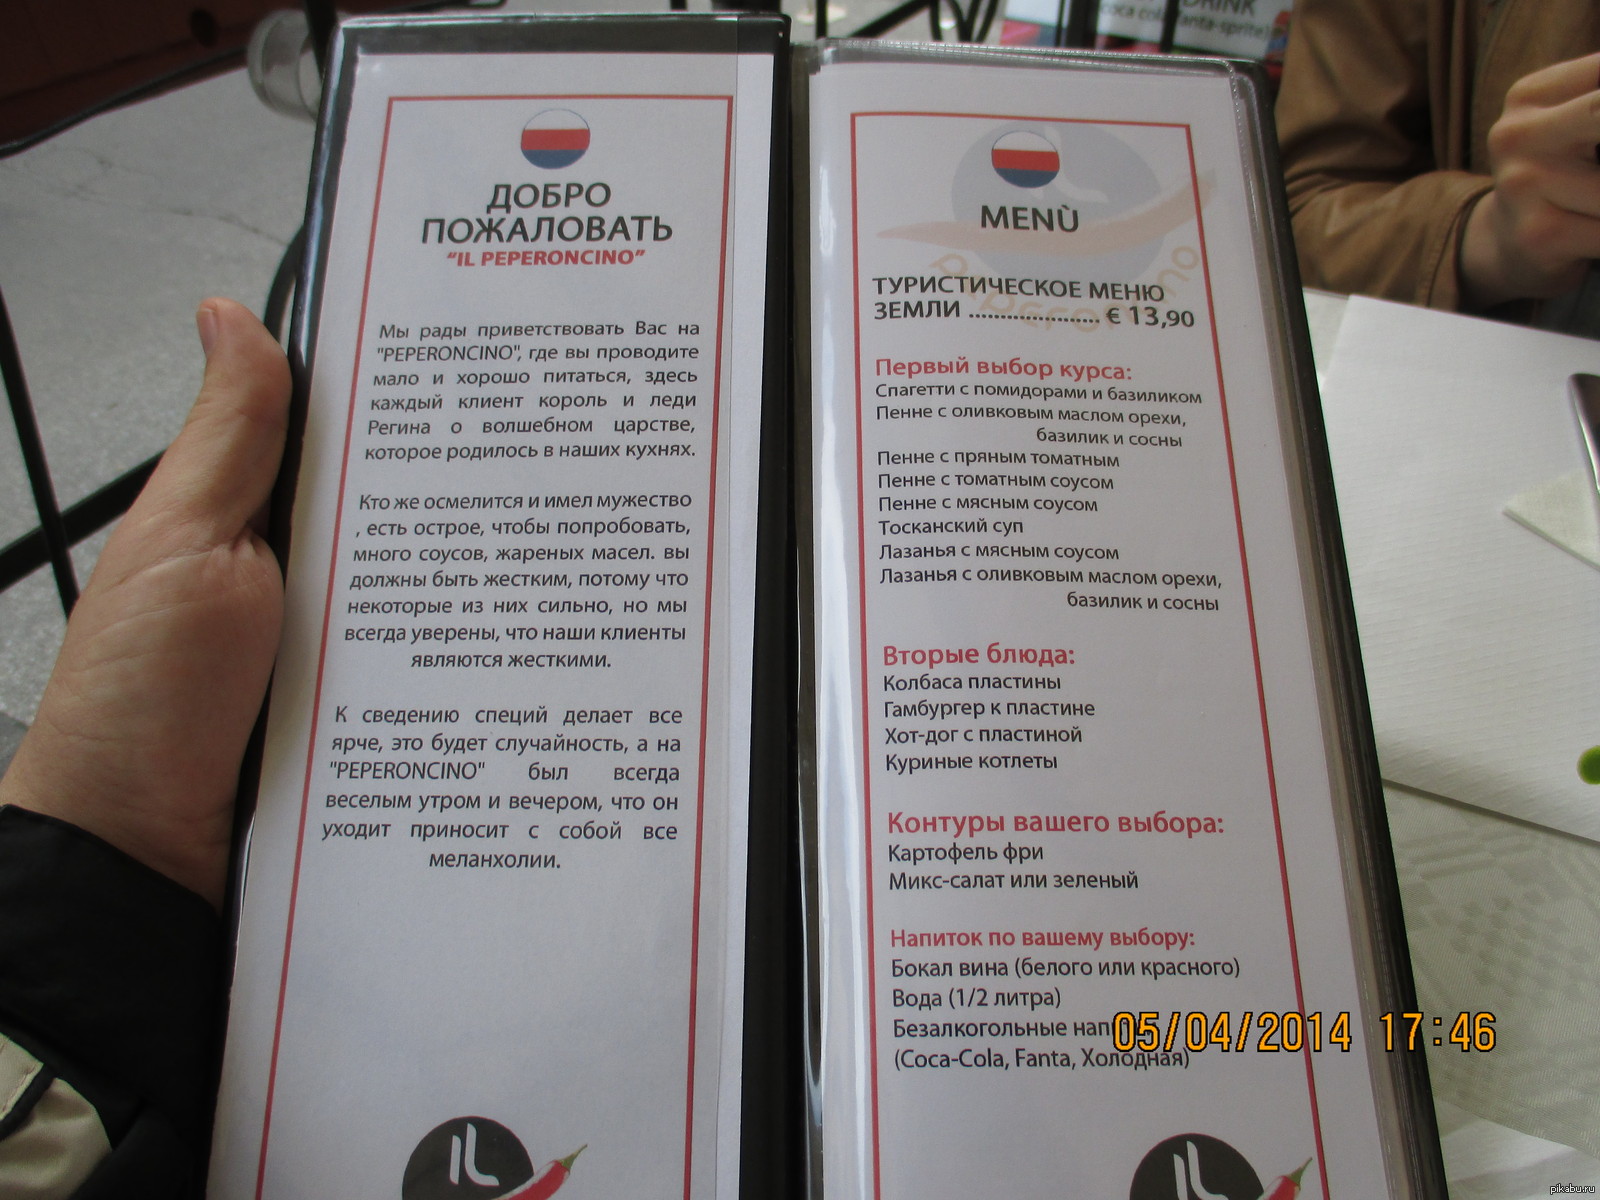 DRINK
ДОБРО
ПОЖАЛОВАТЬ
"IL PEPERONCINO"
Мы рады приветствовать Вас на
"PEPERONCINO", где вы проводите
мало и хорошо питаться, здесь
каждый клиент король и леди
Регина о волшебном царстве,
которое родилось в наших кухнях.
Кто же осмелится и имел мужество
, есть острое, чтобы попробовать,
много соусов, жареных масел. вы
должны быть жестким, потому что
некоторые из них сильно, но мы
всегда уверены, что наши клиенты
являются жесткими.
К сведению специй делает все
ярче, это будет случайность, а на
"PEPERONCINO" был всегда
веселым утром и вечером, что он
уходит приносит с собой все
меланхолии.
IL
MENÙ
ТУРИСТИЧЕСКОЕ МЕНЮ
ЗЕМЛИ ..................... € 13,90
Первый выбор курса:
Спагетти с помидорами и базиликом
Пенне с оливковым маслом орехи,
базилик и сосны
Пенне с пряным томатным
Пенне с томатным соусом
Пенне с мясным соусом
Тосканский суп
Лазанья с мясным соусом
Лазанья с оливковым маслом орехи,
базилик и сосны
Вторые блюда:
Колбаса пластины
Гамбургер к пластине
Хот-дог с пластиной
Куриные котлеты
Контуры вашего выбора:
Картофель фри
Микс-салат или зеленый
Напиток по вашему выбору:
Бокал вина (белого или красного)
Вода (1/2 литра)
Безалкогольные
(Coca-Cola, Fanta, Холодная)
IL
05/04/2014 17:46
pikabu.ru